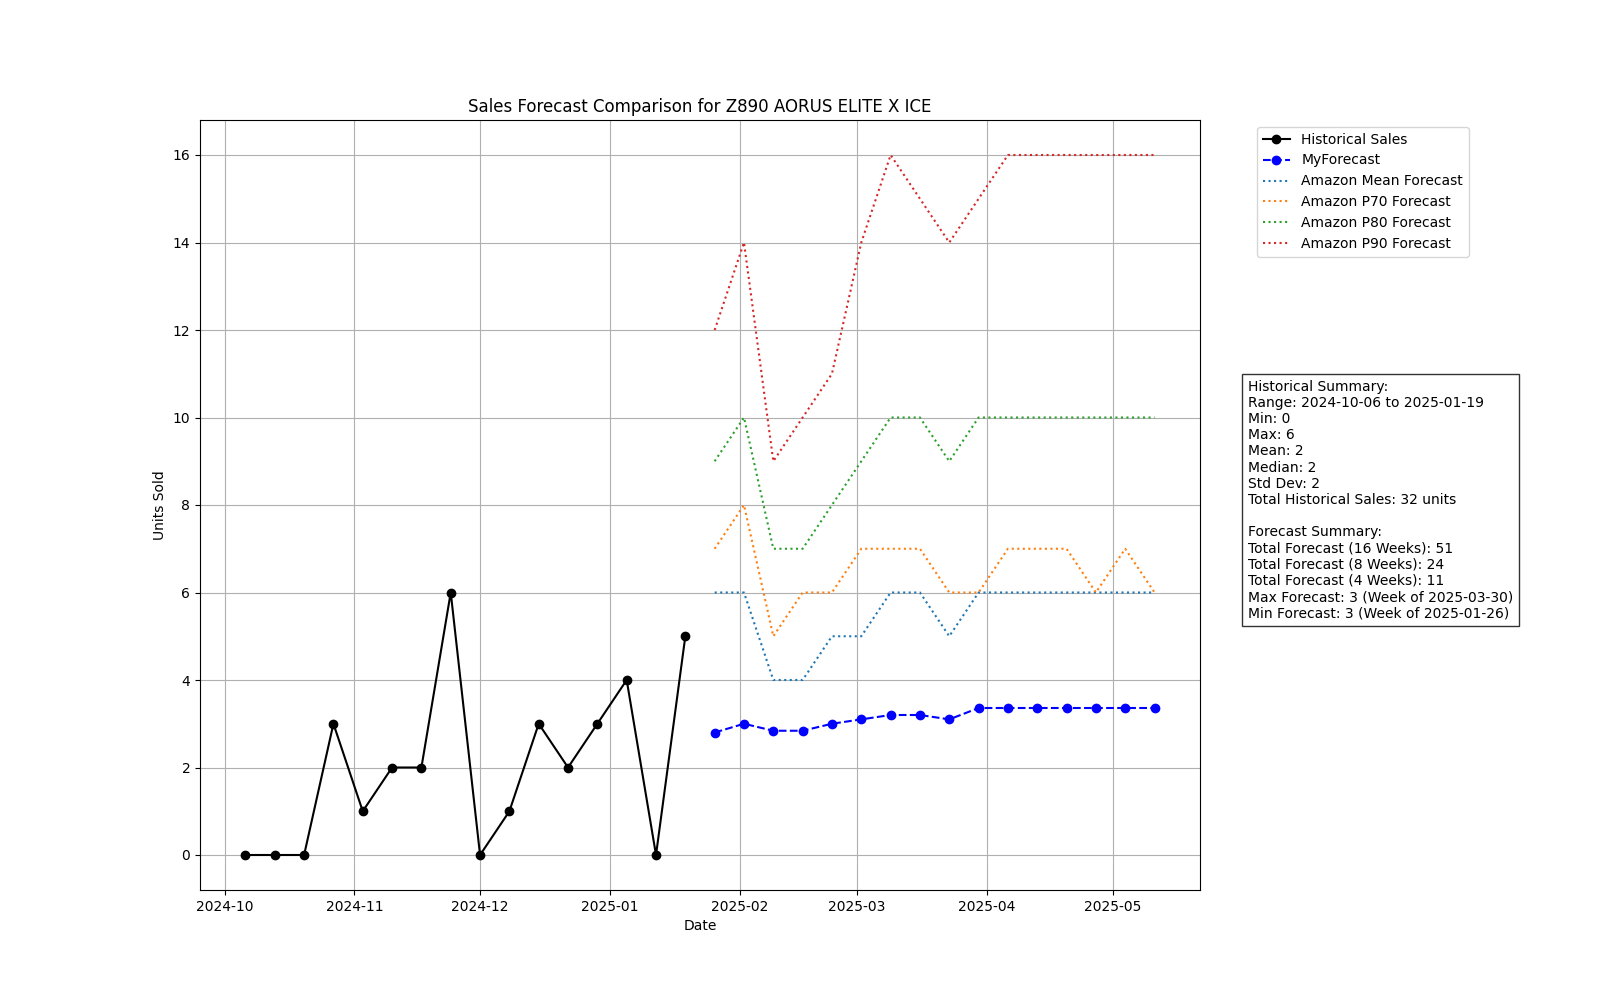 Sales Forecast Comparison for Z890 AORUS ELITE X ICE
Historical Sales
MyForecast
Amazon Mean Forecast
Amazon P70 Forecast
Amazon P80 Forecast
Amazon P90 Forecast
16
14
12
10
8
6
4
2
0
Units Sold
Historical Summary:
Range: 2024-10-06 to 2025-01-19
Min: 0
Max: 6
Mean: 2
Median: 2
Std Dev: 2
Total Historical Sales: 32 units
Forecast Summary:
Total Forecast (16 Weeks): 51
Total Forecast (8 Weeks): 24
Total Forecast (4 Weeks): 11
Max Forecast: 3 (Week of 2025-03-30)
Min Forecast: 3 (Week of 2025-01-26)
2024-10 2024-11 2024-12 2025-01 2025-02 2025-03 2025-04 2025-05
Date